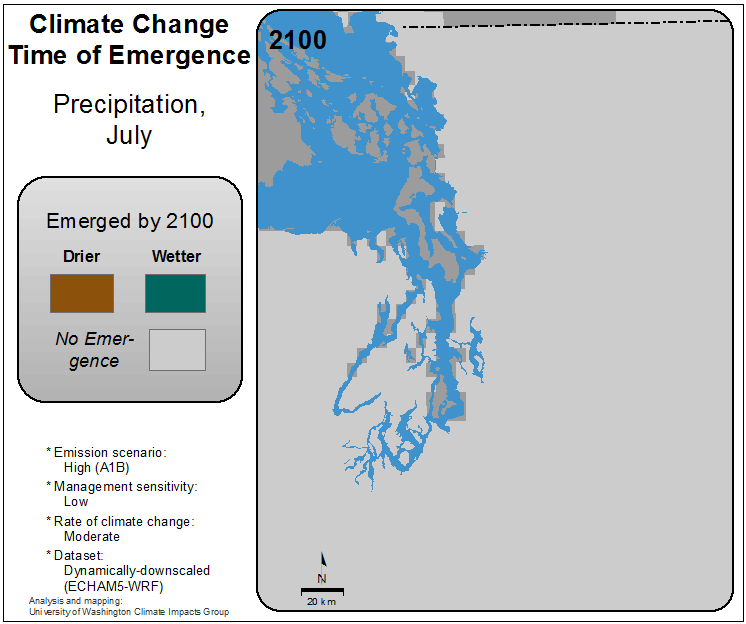 Climate Change
Time of Emergence
Precipitation,
July
Emerged by 2100
Drier Wetter
No Emer-
gence
* Emission scenario:
High (A1B)
* Management sensitivity:
Low
* Rate of climate change:
Moderate
* Dataset:
Dynamically-downscaled
(ECHAM5-WRF)
Analysis and mapping:
University of Washington Climate Impacts Group
2100
N
20 km